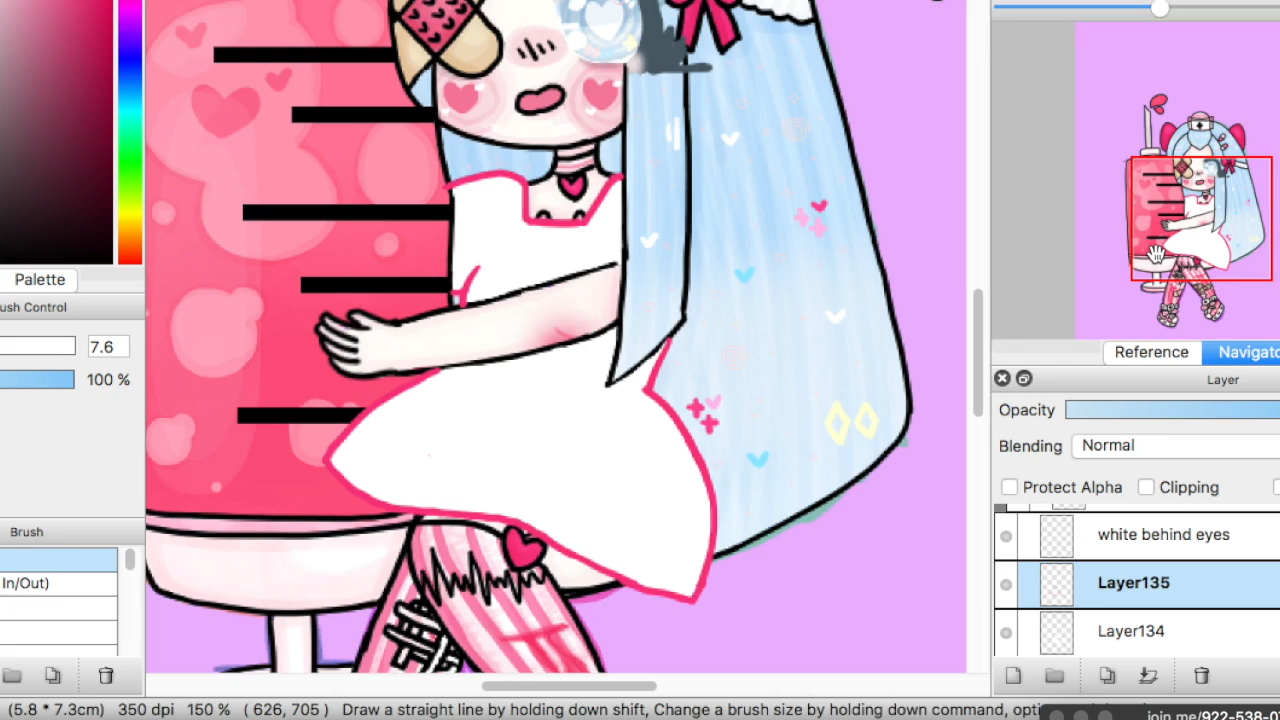 Palette
ush Control
7.6
100 %
Brush
In/Out)
Reference
Navigato
Layer
Opacity
Blending
Normal
Protect Alpha
Clipping
white behind eyes
Layer135
Layer134
(5.8 * 7.3cm) 350 dpi 150 % ( 626, 705 ) Draw a straight line by holding down shift, Change a brush size by holding down command, opti
join.me/922-538-0